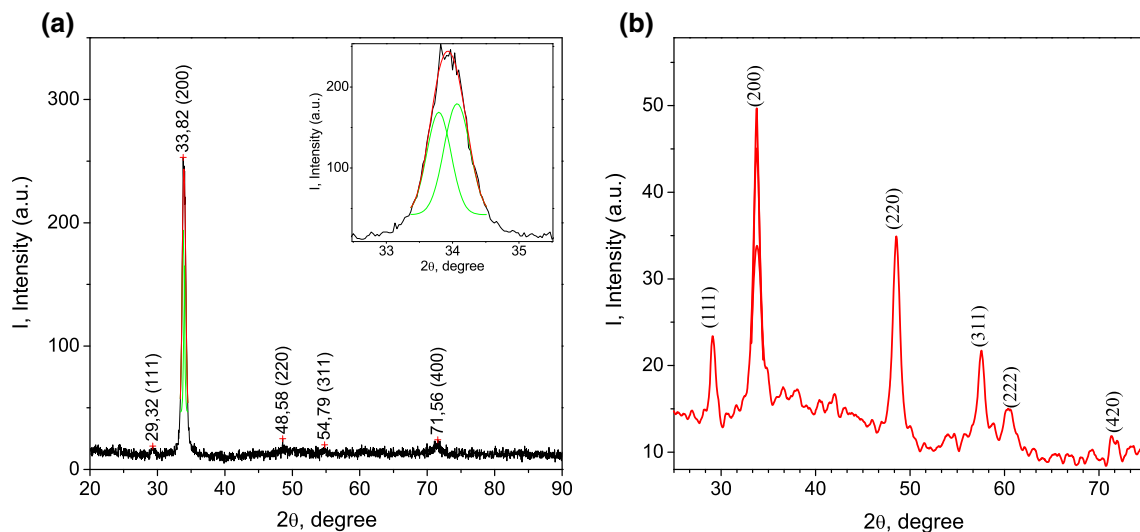 (a)
300
200
100
0
I, Intensity (a.u.)
29,32 (111)
33,82 (200)
48,58 (220)
54,79 (311)
71,56 (400)
20 30 40 50 60 70 80 90
2θ, degree
200
100
I, Intensity (a.u.)
33 34 35
2θ, degree
(b)
50
40
30
20
10
I, Intensity (a.u.)
(111)
(200)
(220)
(311)
(222)
(420)
30 40 50 60 70
2θ, degree